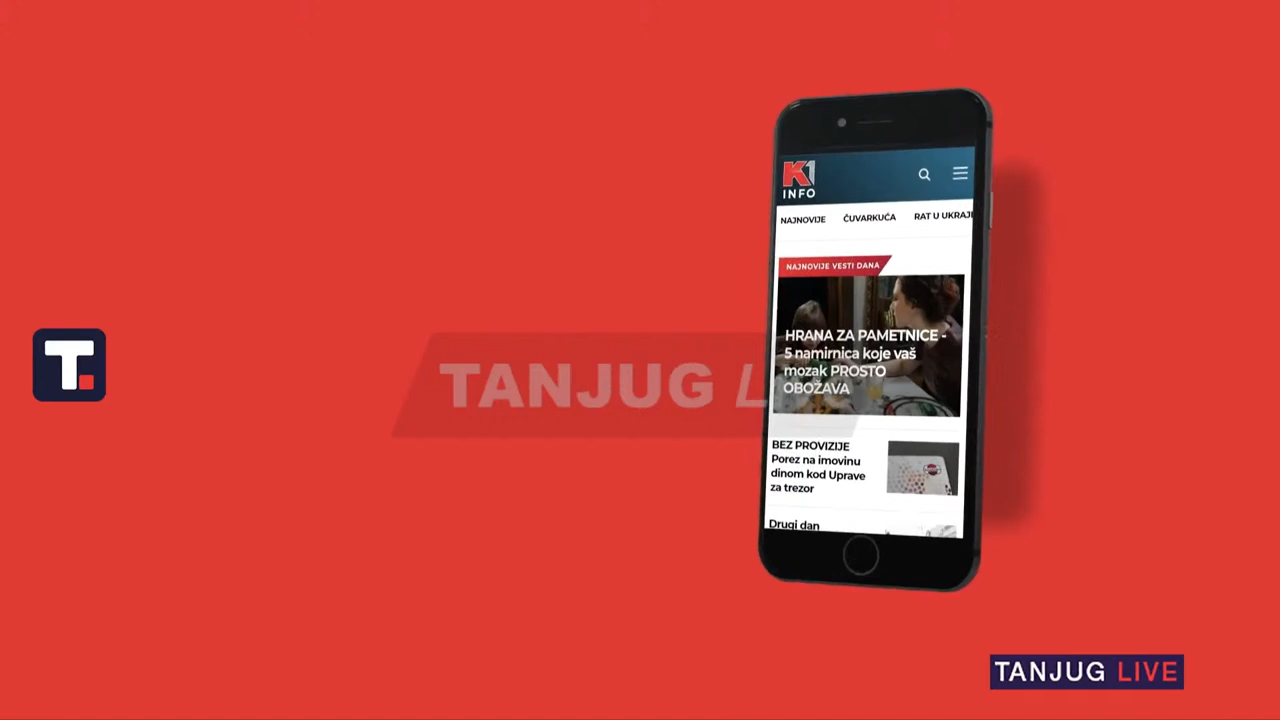 K1
INFO
NAJNOVIJE ČUVARKUĆA RAT U UKRAJI
NAJNOVIJE VESTI DANA
HRANA ZA PAMETNICE -
5 namirnica koje vaš
mozak PROSTO
OBOŽAVA
T.
TANJUG L
BEZ PROVIZIJE
Porez na imovinu
dinom kod Uprave
za trezor
Drugi dan
TANJUG LIVE